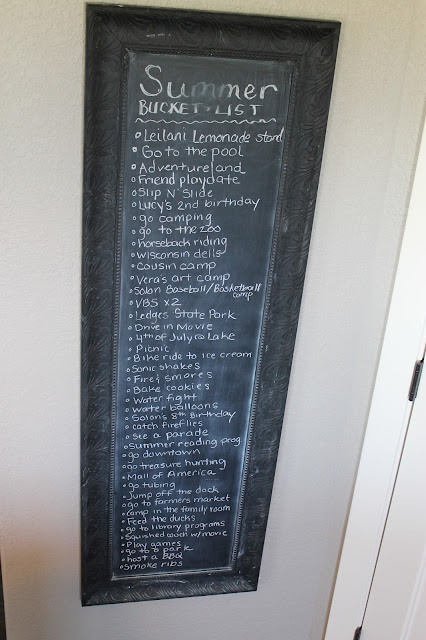 Summer
BUCKET LIST
Leilani Lemonade stand
Go to the pool
Adventureland
Friend playdate
Slip N' Slide
Lucy's 2nd birthday
go camping
go to the zoo
horseback riding
Wisconsin dells
Cousin camp
Vera's art camp
Solon Baseball/Basketball
camp
VBS x2
Ledges State Park
Drive in Movie
4th of July @ Lake
Picnic
Bike ride to ice cream
Sonic shakes
Fire & smores
Bake cookies
Water fight
water balloons
Solon's 8th Birthday
catch fireflies
see a parade
Summer reading prog
go downtown
go treasure hunting
Mall of America
go tubing
Jump off the dock
go to farmers market
camp in the family room
Feed the ducks
go to library programs
Squished couch w/movie
Play games
go to park
host a BBQ
Smoke ribs